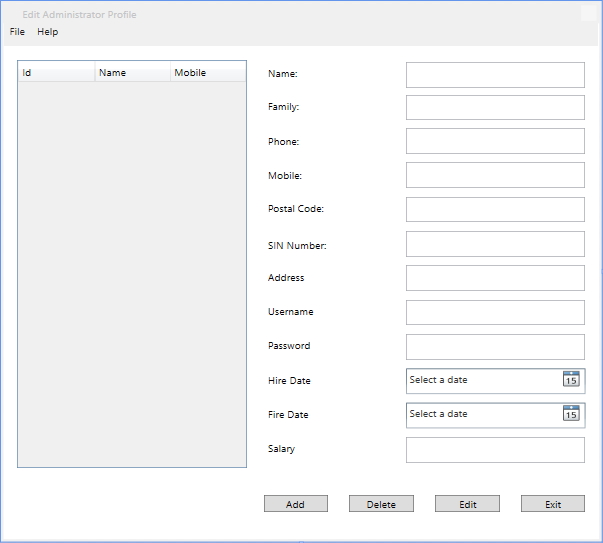 Edit Administrator Profile
File Help
Id Name Mobile
Name:
Family:
Phone:
Mobile:
Postal Code:
SIN Number:
Address
Username
Password
Hire Date Select a date 15
Fire Date Select a date 15
Salary
Add Delete Edit Exit